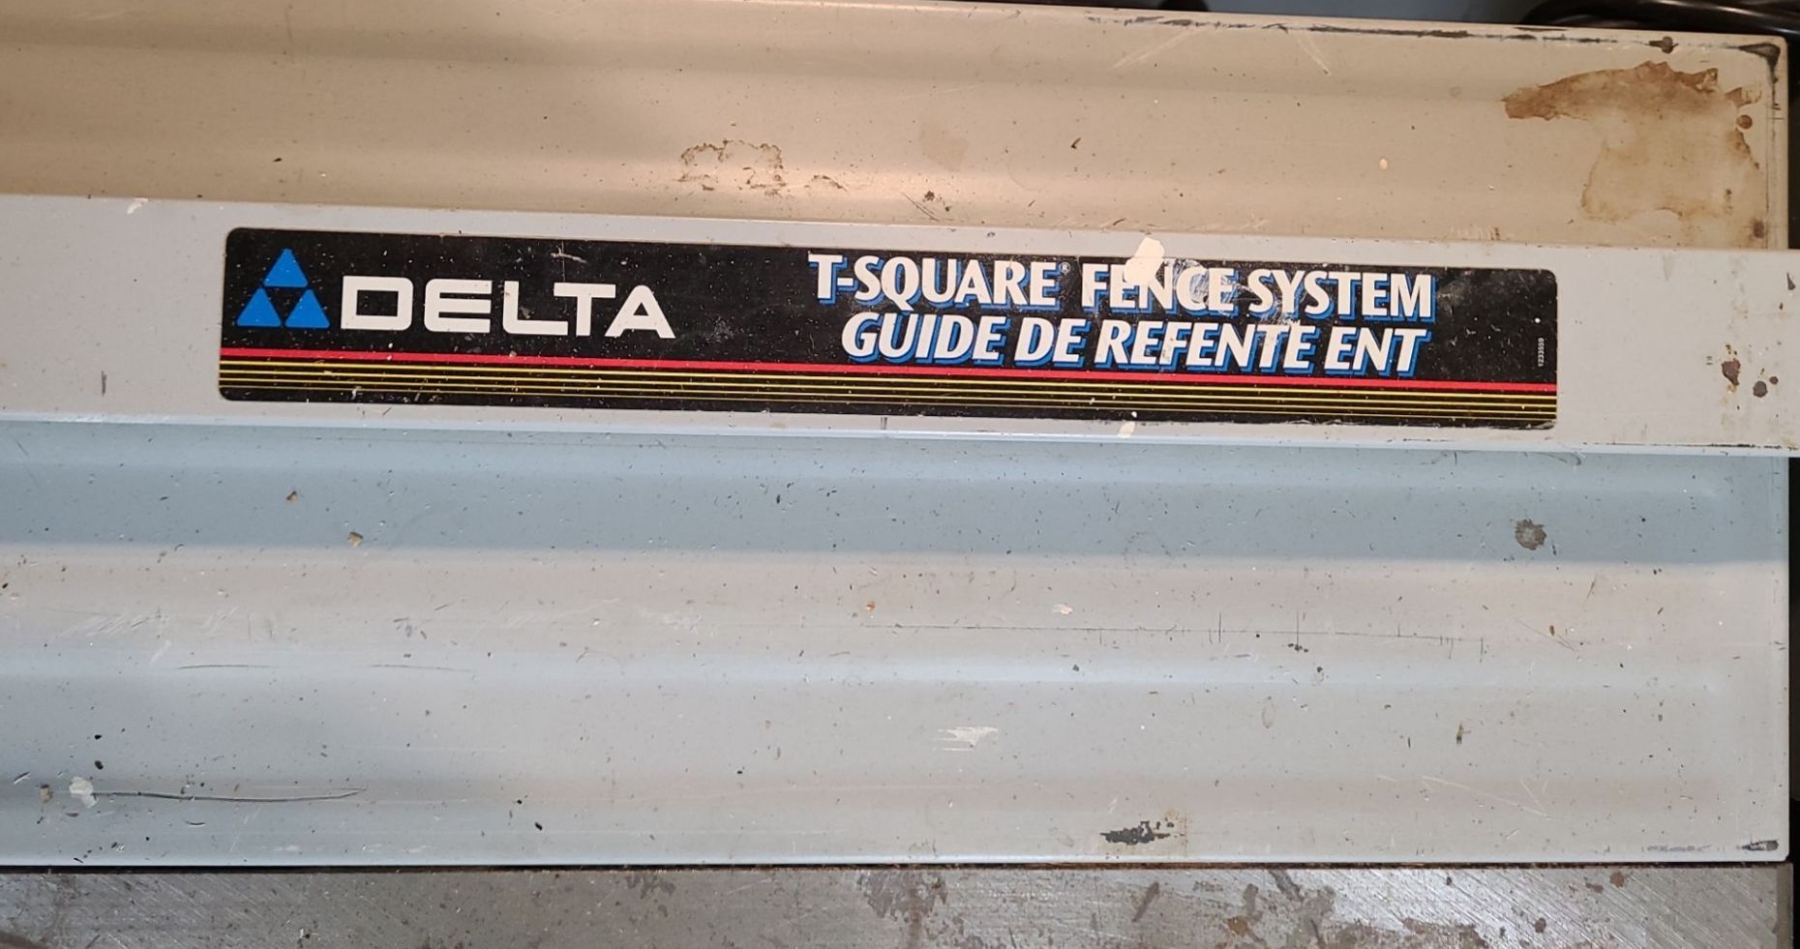 DELTA
T-SQUARE® FENCE SYSTEM
GUIDE DE REFENTE ENT